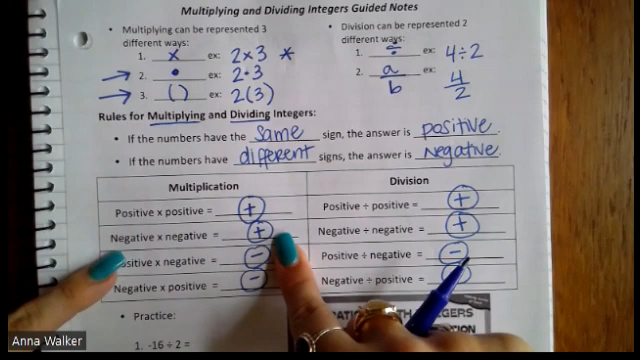 Multiplying and Dividing Integers Guided Notes
• Multiplying can be represented 3 different ways:
1. x ex: 2x3 *
→ 2. • ex: 2•3
→ 3. ( ) ex: 2(3)
• Division can be represented 2 different ways:
1. ÷ ex: 4÷2
2. a/b ex: 4/2
Rules for Multiplying and Dividing Integers:
• If the numbers have the same sign, the answer is positive.
• If the numbers have different signs, the answer is negative.
Multiplication
Positive x positive = +
Negative x negative = +
ositive x negative = −
Negative x positive = −
Division
Positive ÷ positive = +
Negative ÷ negative = +
Positive ÷ negative = −
Negative ÷ positive =
• Practice:
1. -16 ÷ 2 =
INTEGERS
Anna Walker